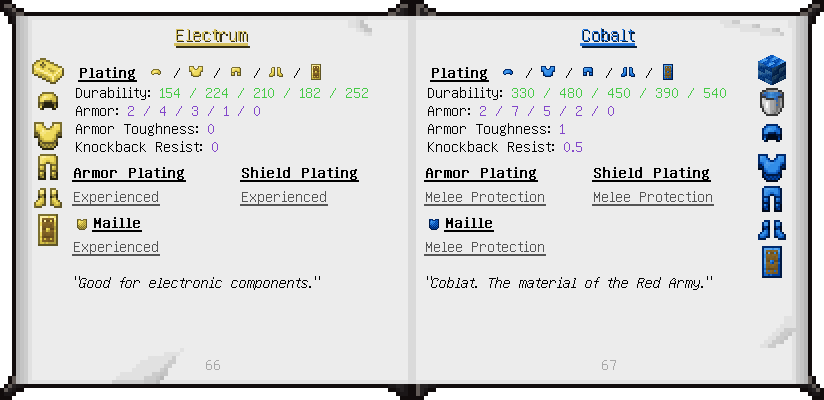 Electrum
Plating / / / /
Durability: 154 / 224 / 210 / 182 / 252
Armor: 2 / 4 / 3 / 1 / 0
Armor Toughness: 0
Knockback Resist: 0
Armor Plating Shield Plating
Experienced Experienced
Maille
Experienced
"Good for electronic components."
66
Cobalt
Plating / / / /
Durability: 330 / 480 / 450 / 390 / 540
Armor: 2 / 7 / 5 / 2 / 0
Armor Toughness: 1
Knockback Resist: 0.5
Armor Plating Shield Plating
Melee Protection Melee Protection
Maille
Melee Protection
"Coblat. The material of the Red Army."
67